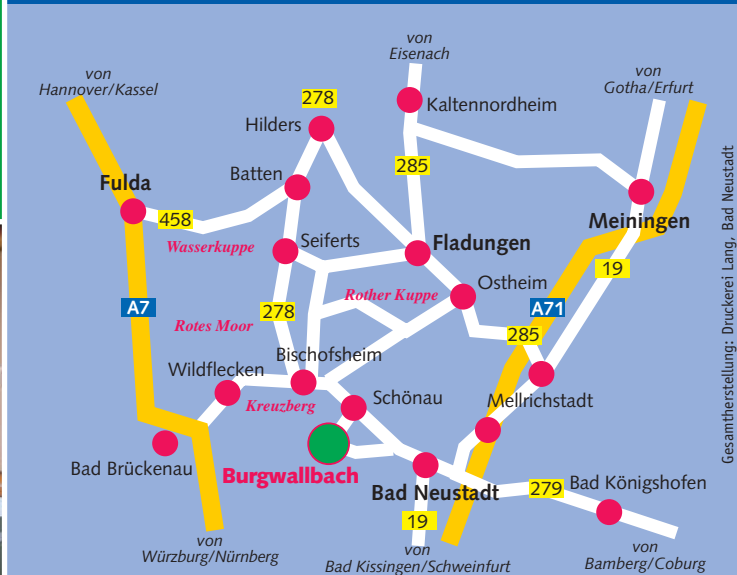 von
Eisenach
von
Hannover/Kassel
von
Gotha/Erfurt
278
Kaltennordheim
Hilders
285
Batten
Fulda
458
Meiningen
Wasserkuppe
Seiferts
Fladungen
19
Ostheim
Rother Kuppe
A7
278
A71
Rotes Moor
285
Bischofsheim
Wildflecken
Kreuzberg
Schönau
Mellrichstadt
Bad Brückenau
Burgwallbach
Bad Neustadt
279
Bad Königshofen
19
von
Würzburg/Nürnberg
von
Bad Kissingen/Schweinfurt
von
Bamberg/Coburg
Gesamtherstellung: Druckerei Lang, Bad Neustadt